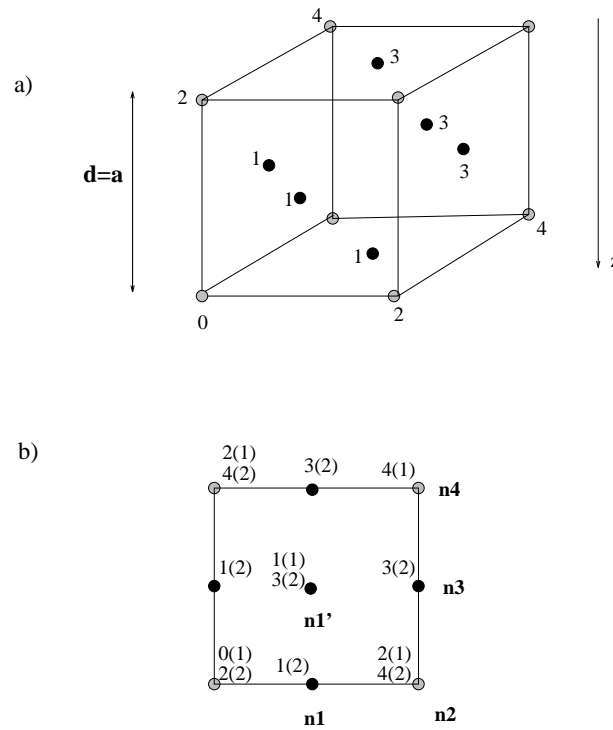 4
3
a)
2
3
d=a
1
3
1
4
1
z
0
2
b)
2(1)
4(2)
3(2)
4(1)
n4
1(2)
1(1)
3(2)
3(2)
n3
n1'
0(1)
2(2)
1(2)
2(1)
4(2)
n1
n2